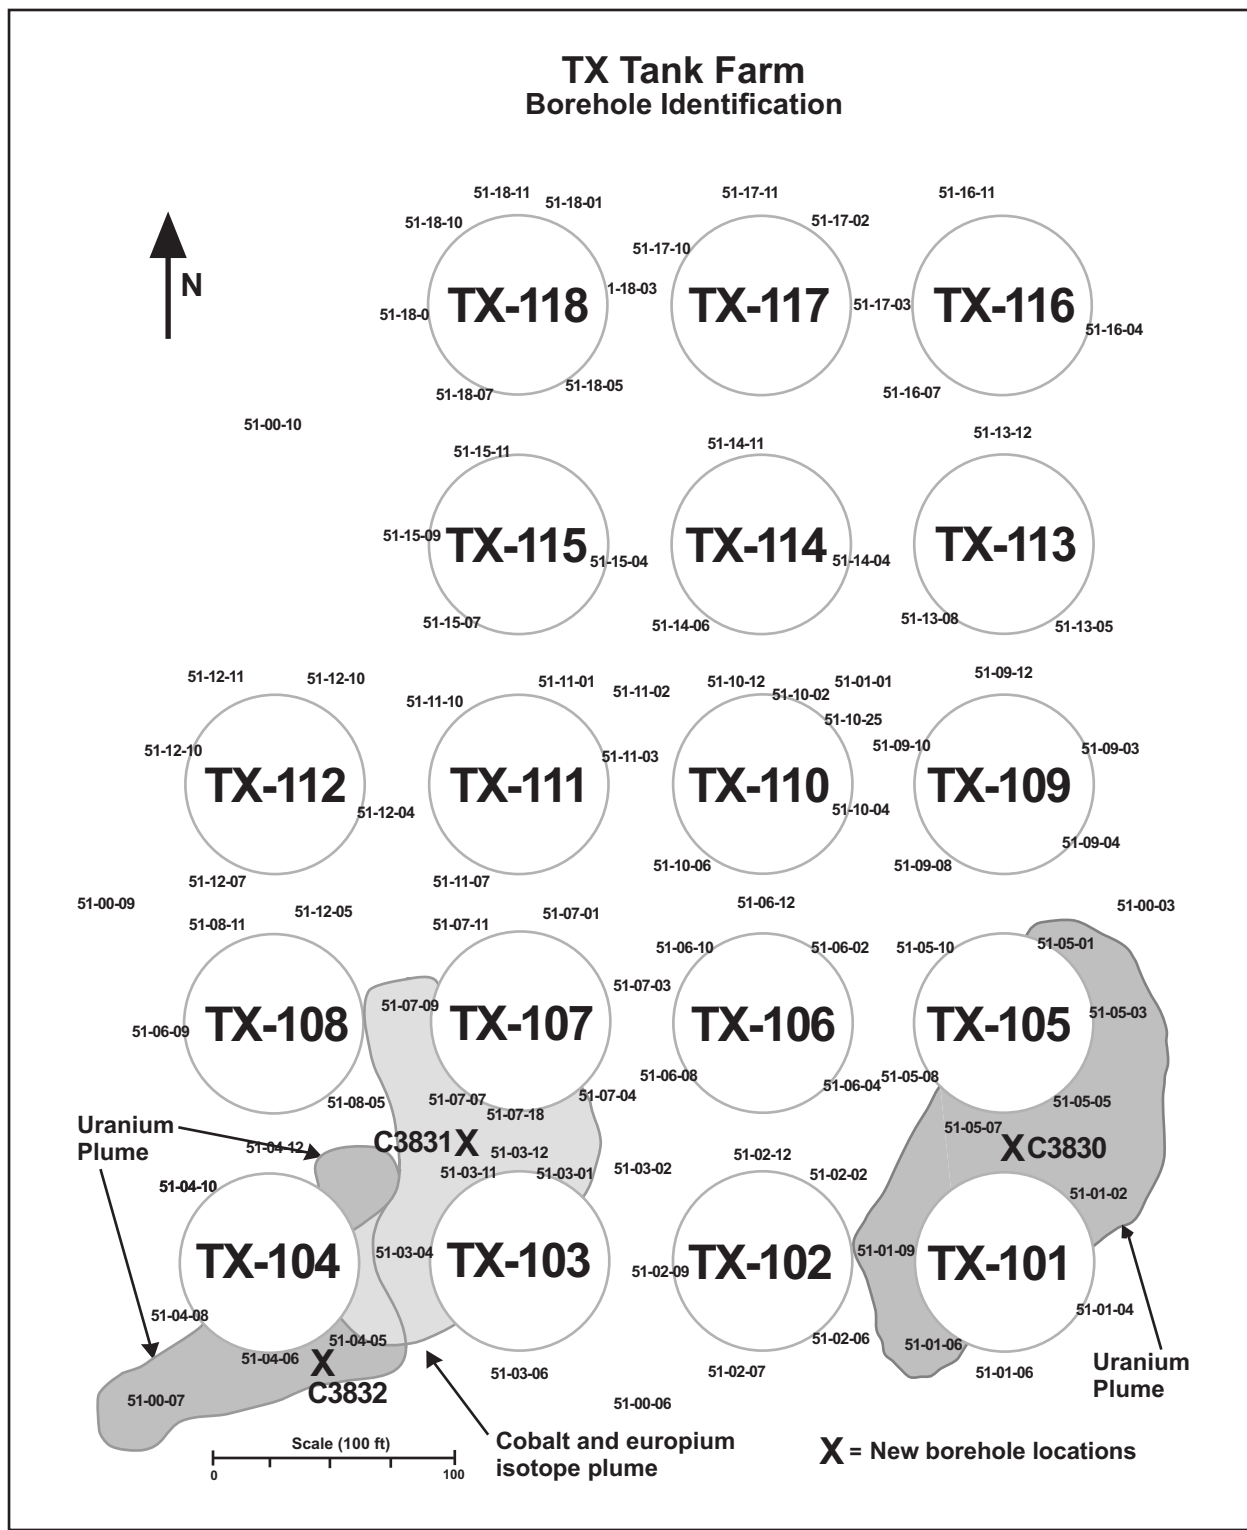 TX Tank Farm
Borehole Identification
N
51-18-11
51-18-01
51-18-10
1-18-03
51-18-0
51-18-07
51-18-05
TX-118
51-17-11
51-17-02
51-17-10
51-17-03
TX-117
51-16-11
51-16-04
51-16-07
TX-116
51-00-10
51-15-11
51-15-09
51-15-04
51-15-07
TX-115
51-14-11
51-14-04
51-14-06
TX-114
51-13-12
51-13-08
51-13-05
TX-113
51-12-11
51-12-10
51-12-10
51-12-04
51-12-07
51-12-05
TX-112
51-11-01
51-11-02
51-11-10
51-11-03
51-11-07
TX-111
51-10-12
51-10-02
51-01-01
51-10-25
51-10-04
51-10-06
TX-110
51-09-12
51-09-10
51-09-03
51-09-04
51-09-08
TX-109
51-00-09
51-00-03
51-08-11
51-06-09
51-08-05
TX-108
51-07-11
51-07-01
51-07-09
51-07-03
51-07-04
51-07-07
51-07-18
TX-107
51-06-12
51-06-10
51-06-02
51-06-08
51-06-04
TX-106
51-05-10
51-05-01
51-05-03
51-05-08
51-05-05
51-05-07
TX-105
Uranium
Plume
51-04-12
51-04-10
51-04-08
51-04-05
51-04-06
TX-104
C3831 X
51-03-12
51-03-11
51-03-01
51-03-02
51-03-04
51-03-06
TX-103
51-02-12
51-02-02
51-02-09
51-02-06
51-02-07
TX-102
X C3830
51-01-02
51-01-09
51-01-04
51-01-06
51-01-06
TX-101
51-00-07
X
C3832
51-00-06
Uranium
Plume
Cobalt and europium
isotope plume
Scale (100 ft)
0
100
X = New borehole locations